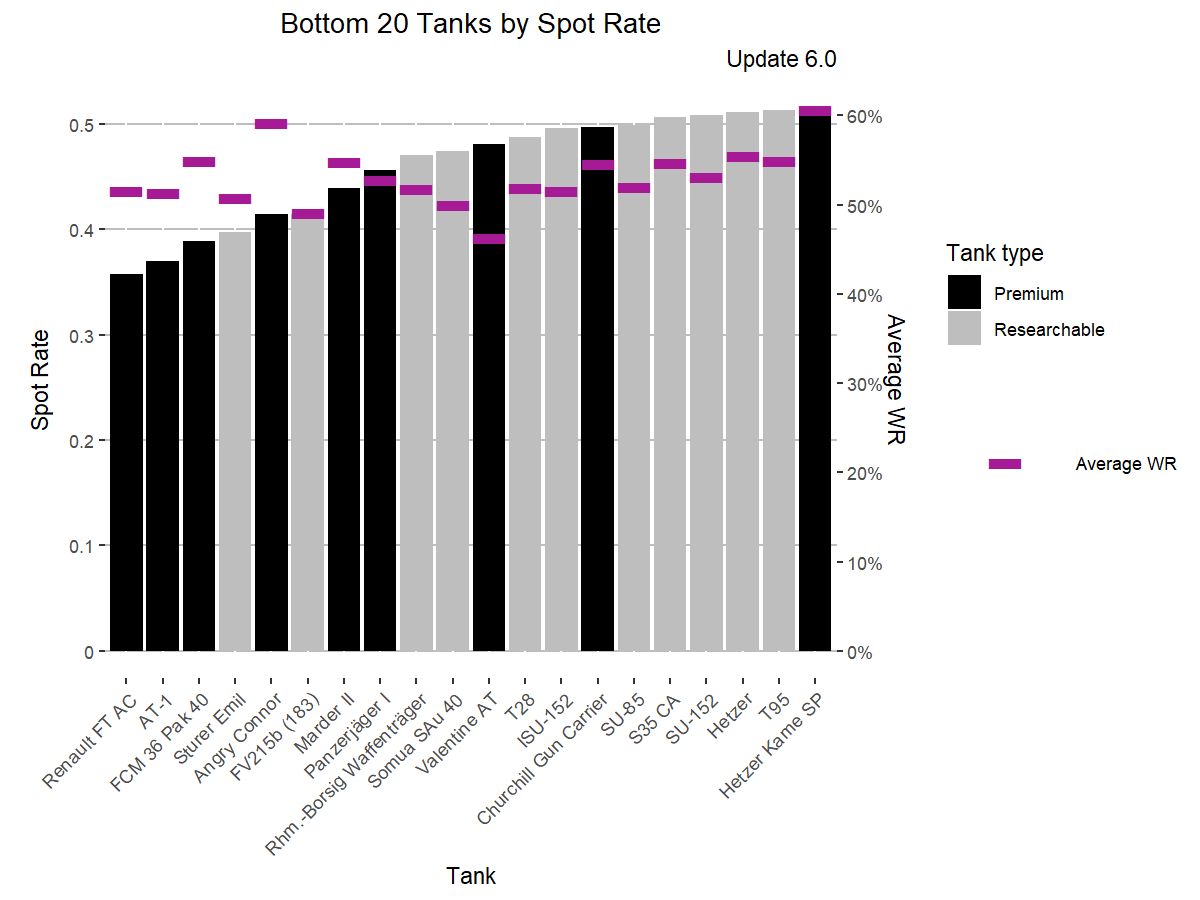 Bottom 20 Tanks by Spot Rate
Update 6.0
Spot Rate
0.5
0.4
0.3
0.2
0.1
0
60%
50%
40%
30%
20%
10%
0%
Average WR
Renault FT AC
AT-1
FCM 36 Pak 40
Sturer Emil
Angry Connor
FV215b (183)
Marder II
Panzerjäger I
Rhm.-Borsig Waffenträger
Somua SAu 40
Valentine AT
T28
ISU-152
Churchill Gun Carrier
SU-85
S35 CA
SU-152
Hetzer
T95
Hetzer Kame SP
Tank
Tank type
Premium
Researchable
Average WR